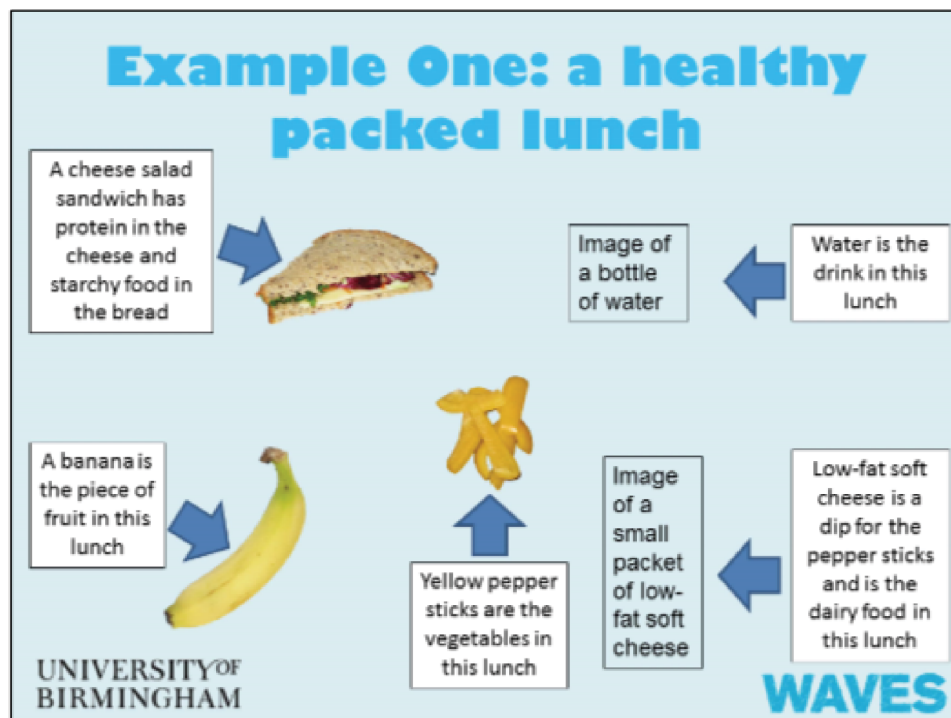 Example One: a healthy
packed lunch
A cheese salad
sandwich has
protein in the
cheese and
starchy food in
the bread
Image of
a bottle
of water
Water is the
drink in this
lunch
A banana is
the piece of
fruit in this
lunch
Yellow pepper
sticks are the
vegetables in
this lunch
Image
of a
small
packet
of low-
fat soft
cheese
Low-fat soft
cheese is a
dip for the
pepper sticks
and is the
dairy food in
this lunch
UNIVERSITY OF
BIRMINGHAM
WAVES